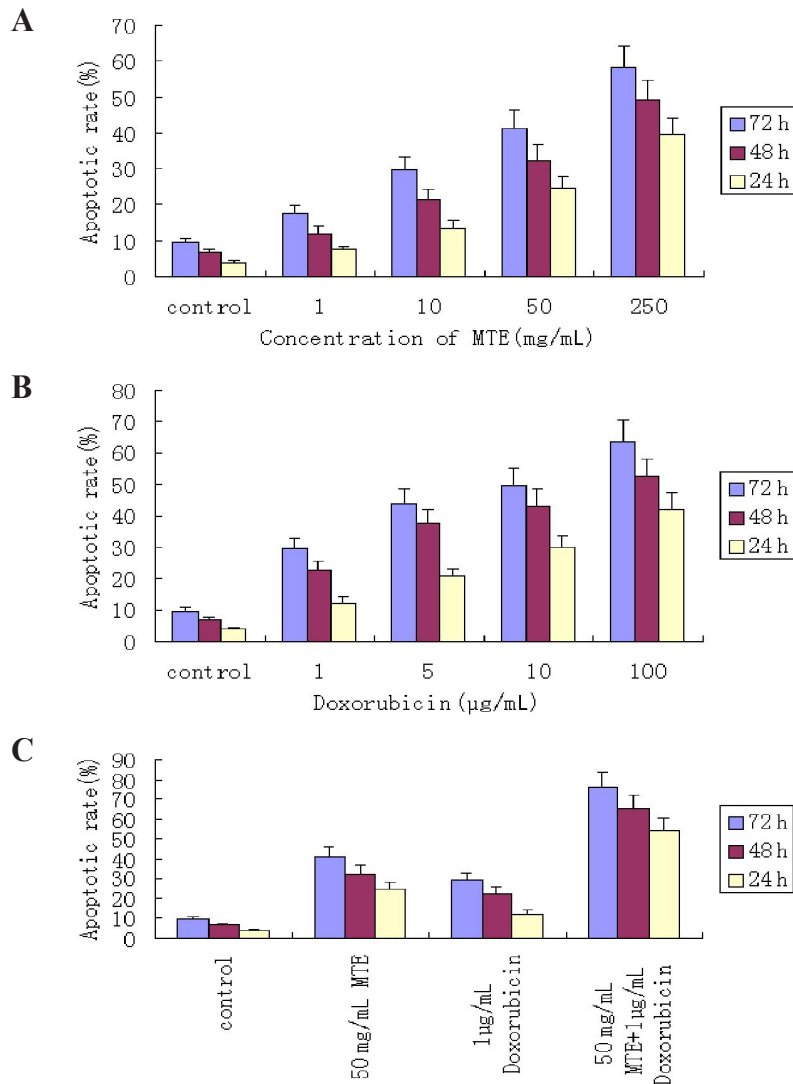 A
Apoptotic rate(%)
70
60
50
40
30
20
10
0
control 1 10 50 250
Concentration of MTE(mg/mL)
72 h
48 h
24 h
B
Apoptotic rate(%)
80
70
60
50
40
30
20
10
0
control 1 5 10 100
Doxorubicin(μg/mL)
72 h
48 h
24 h
C
Apoptotic rate(%)
90
80
70
60
50
40
30
20
10
0
control
50 mg/mL MTE
1μg/mL
Doxorubicin
50 mg/mL
MTE+1μg/mL
Doxorubicin
72 h
48 h
24 h